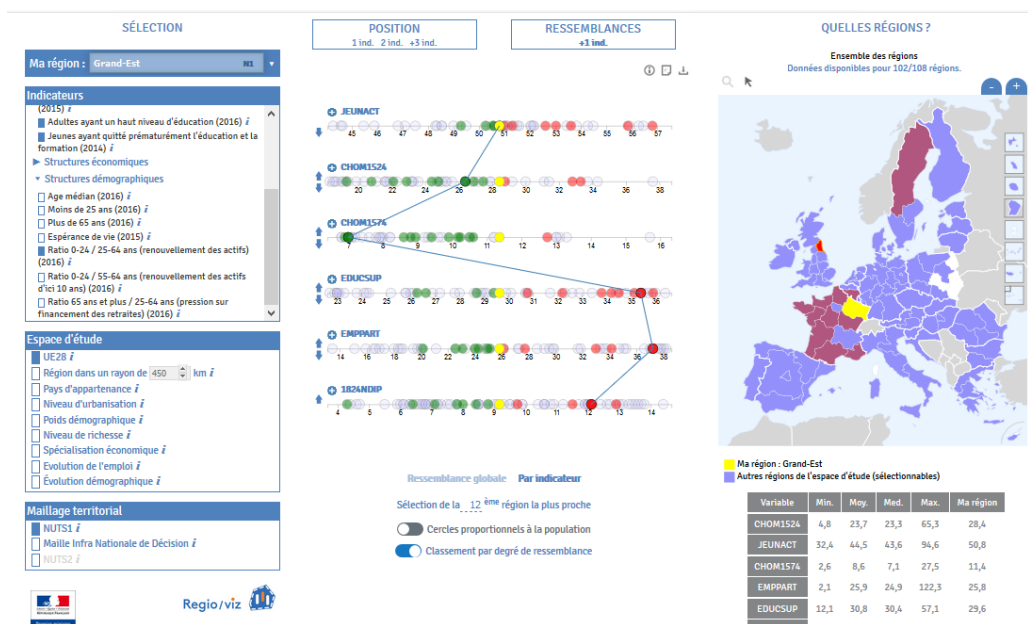 SÉLECTION
Ma région : Grand-Est N1
Indicateurs
(2015) i
Adultes ayant un haut niveau d'éducation (2016) i
Jeunes ayant quitté prématurément l'éducation et la
formation (2014) i
Structures économiques
Structures démographiques
Age médian (2016) i
Moins de 25 ans (2016) i
Plus de 65 ans (2016) i
Espérance de vie (2015) i
Ratio 0-24 / 25-64 ans (renouvellement des actifs)
(2016) i
Ratio 0-24 / 55-64 ans (renouvellement des actifs
d'ici 10 ans) (2016) i
Ratio 65 ans et plus / 25-64 ans (pression sur
financement des retraites) (2016) i
Espace d'étude
UE28 i
Région dans un rayon de 450 km i
Pays d'appartenance i
Niveau d'urbanisation i
Poids démographique i
Niveau de richesse i
Spécialisation économique i
Evolution de l'emploi i
Évolution démographique i
Maillage territorial
NUTS1 i
Maille Infra Nationale de Décision i
NUTS2 i
Regio/viz
POSITION
1 ind. 2 ind. +3 ind.
RESSEMBLANCES
+1 ind.
JEUNACT
45 46 47 48 49 50 51 52 53 54 55 56 57
CHOM1524
20 22 24 26 28 30 32 34 36 38
CHOM1574
7 8 9 10 11 12 13 14 15 16
EDUCSUP
23 24 25 26 27 28 29 30 31 32 33 34 35 36
EMPPART
14 16 18 20 22 24 26 28 30 32 34 36 38
1824NDIP
4 5 6 7 8 9 10 11 12 13 14
Ressemblance globale Par indicateur
Sélection de la 12 ème région la plus proche
Cercles proportionnels à la population
Classement par degré de ressemblance
QUELLES RÉGIONS ?
Ensemble des régions
Données disponibles pour 102/108 régions.
- +
Ma région : Grand-Est
Autres régions de l'espace d'étude (sélectionnables)
Variable Min. Moy. Med. Max. Ma région
CHOM1524 4,8 23,7 23,3 65,3 28,4
JEUNACT 32,4 44,5 43,6 94,6 50,8
CHOM1574 2,6 8,6 7,1 27,5 11,4
EMPPART 2,1 25,9 24,9 122,3 25,8
EDUCSUP 12,1 30,8 30,4 57,1 29,6